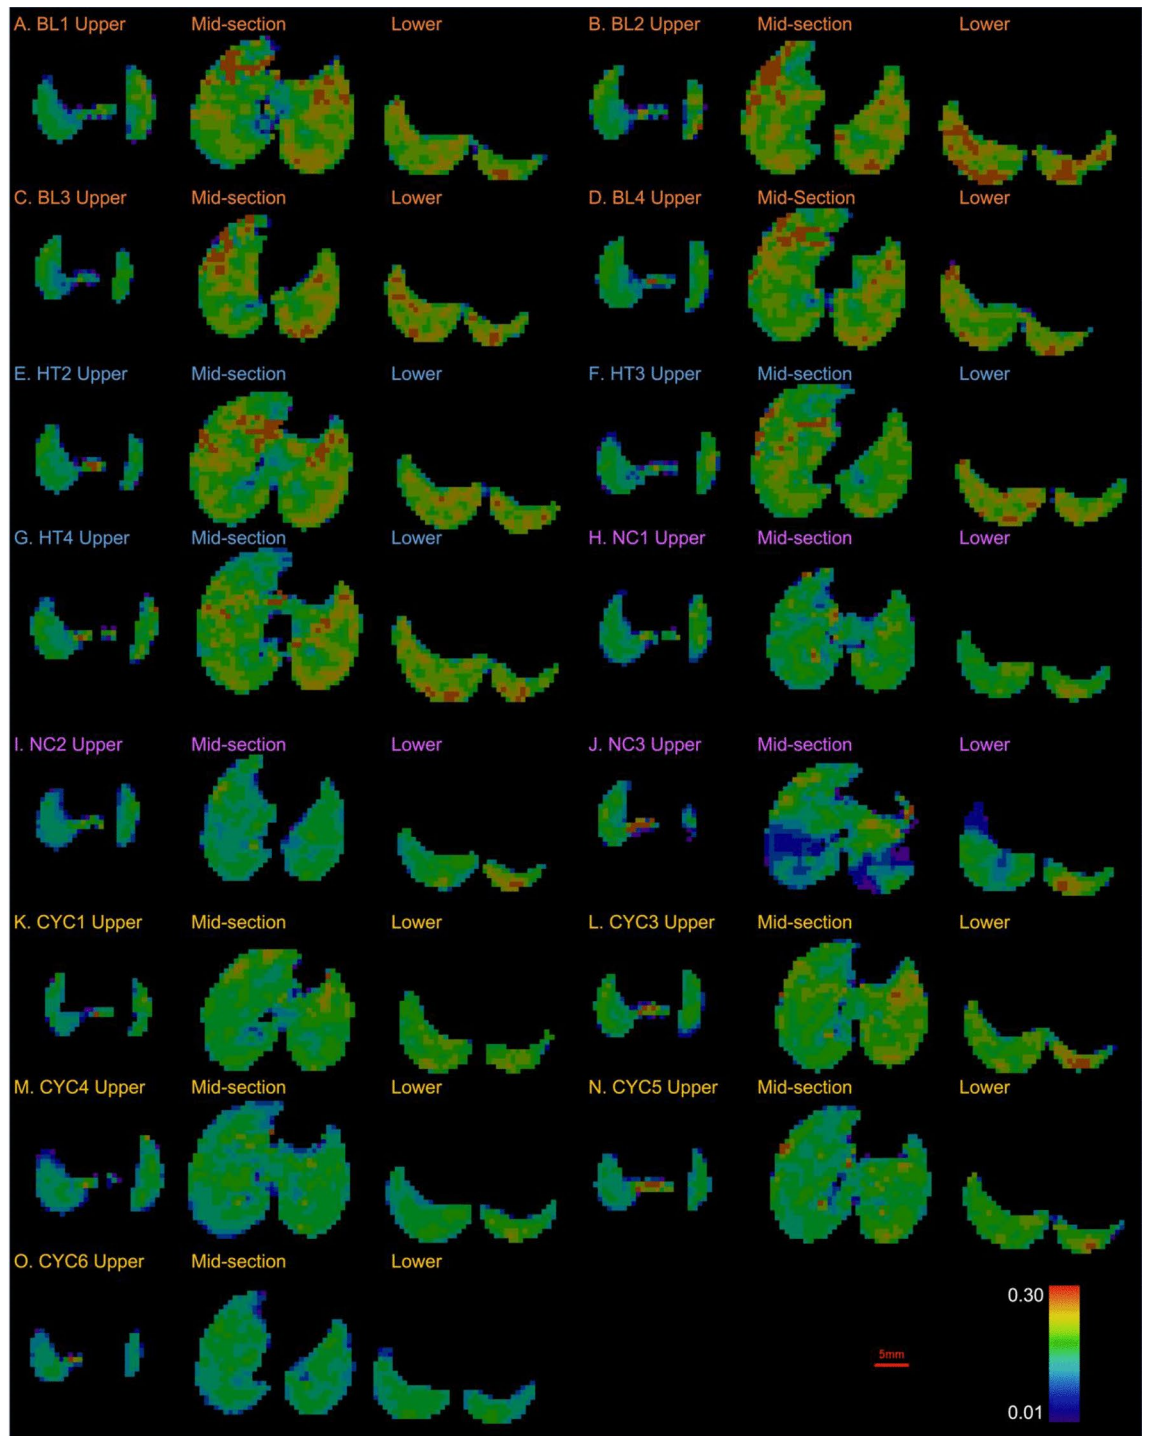 A. BL1 Upper Mid-section Lower B. BL2 Upper Mid-section Lower
C. BL3 Upper Mid-section Lower D. BL4 Upper Mid-Section Lower
E. HT2 Upper Mid-section Lower F. HT3 Upper Mid-section Lower
G. HT4 Upper Mid-section Lower H. NC1 Upper Mid-section Lower
I. NC2 Upper Mid-section Lower J. NC3 Upper Mid-section Lower
K. CYC1 Upper Mid-section Lower L. CYC3 Upper Mid-section Lower
M. CYC4 Upper Mid-section Lower N. CYC5 Upper Mid-section Lower
O. CYC6 Upper Mid-section Lower
0.30
5mm
0.01